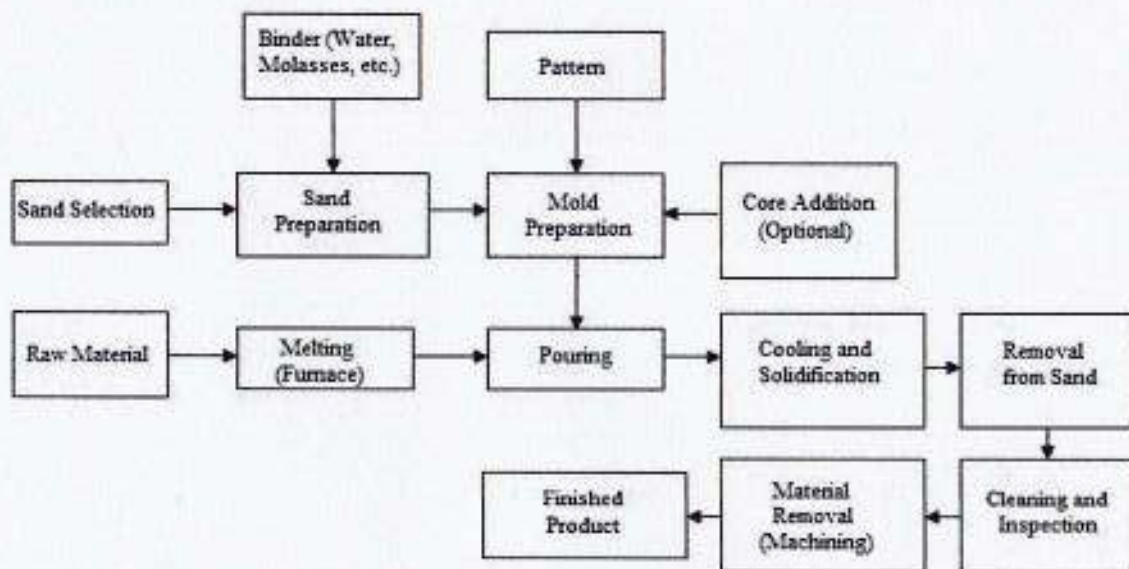 Binder (Water,
Molasses, etc.)
Pattern
Sand Selection
Sand
Preparation
Mold
Preparation
Core Addition
(Optional)
Raw Material
Melting
(Furnace)
Pouring
Cooling and
Solidification
Removal
from Sand
Finished
Product
Material
Removal
(Machining)
Cleaning and
Inspection